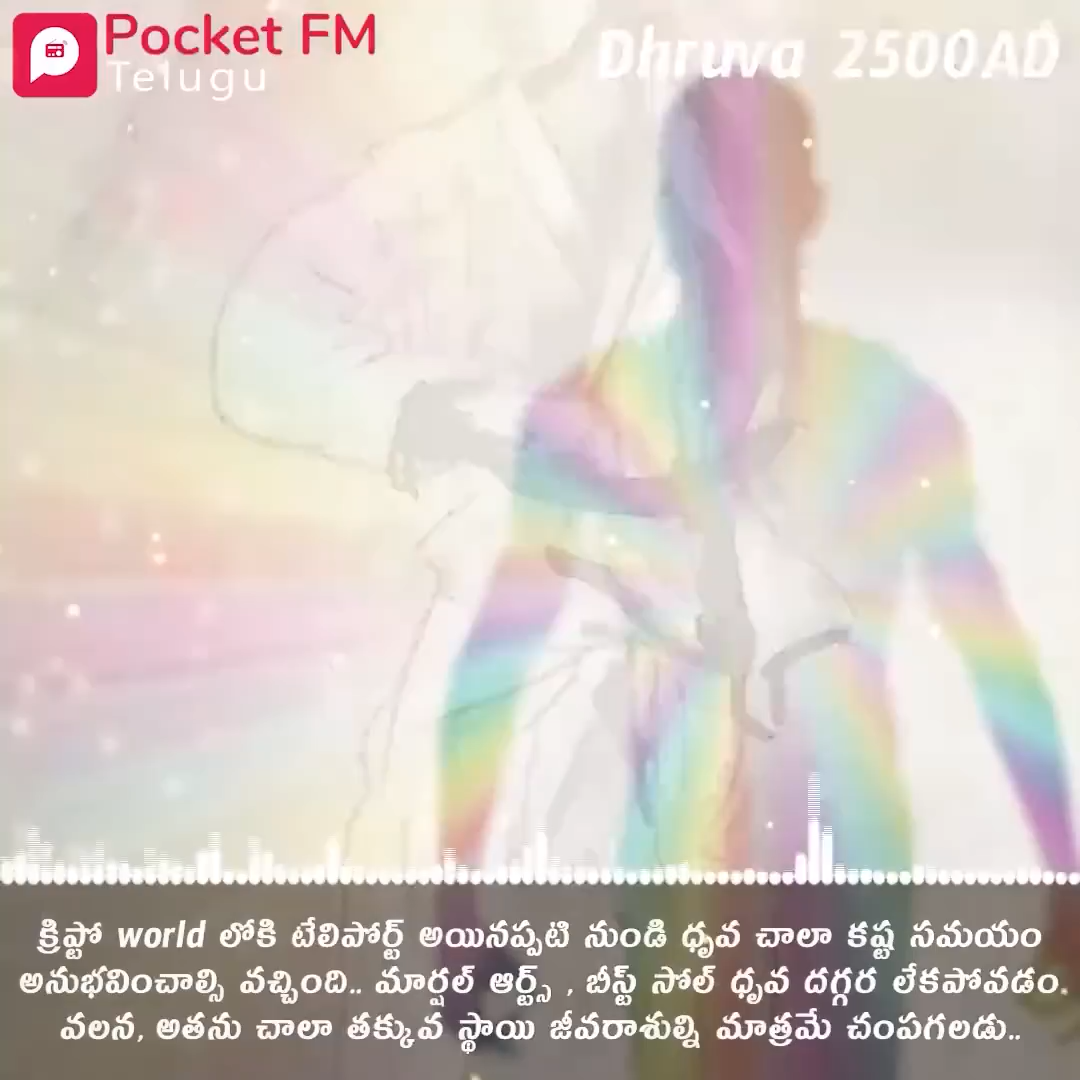 Pocket FM
Telugu
Dhruva 2500AD
క్రిప్టో world లోకి టేలిపోర్ట్ అయినప్పటి నుండి ధృవ చాలా కష్ట సమయం
అనుభవించాల్సి వచ్చింది.. మార్షల్ ఆర్ట్స్ , బీస్ట్ సోల్ ధృవ దగ్గర లేకపోవడం.
వలన, అతను చాలా తక్కువ స్థాయి జీవరాశుల్ని మాత్రమే చంపగలడు..